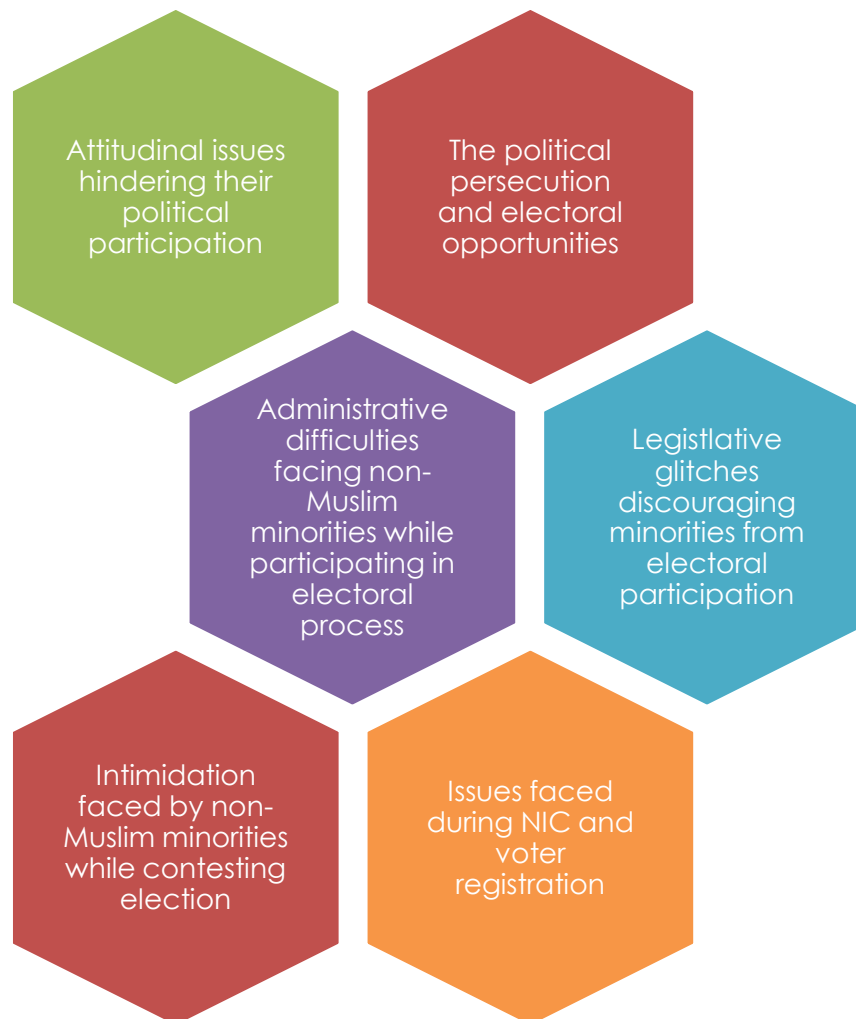 Attitudinal issues
hindering their
political
participation
The political
persecution
and electoral
opportunities
Administrative
difficulties
facing non-
Muslim
minorities while
participating in
electoral
process
Legistlative
glitches
discouraging
minorities from
electoral
participation
Intimidation
faced by non-
Muslim minorities
while contesting
election
Issues faced
during NIC and
voter
registration